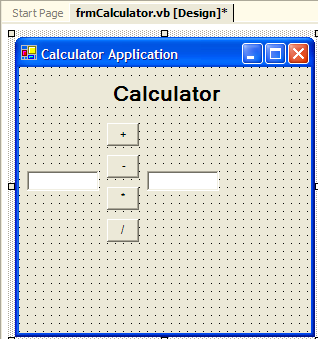 Start Page frmCalculator.vb [Design]*
Calculator Application
Calculator
+
-
*
/